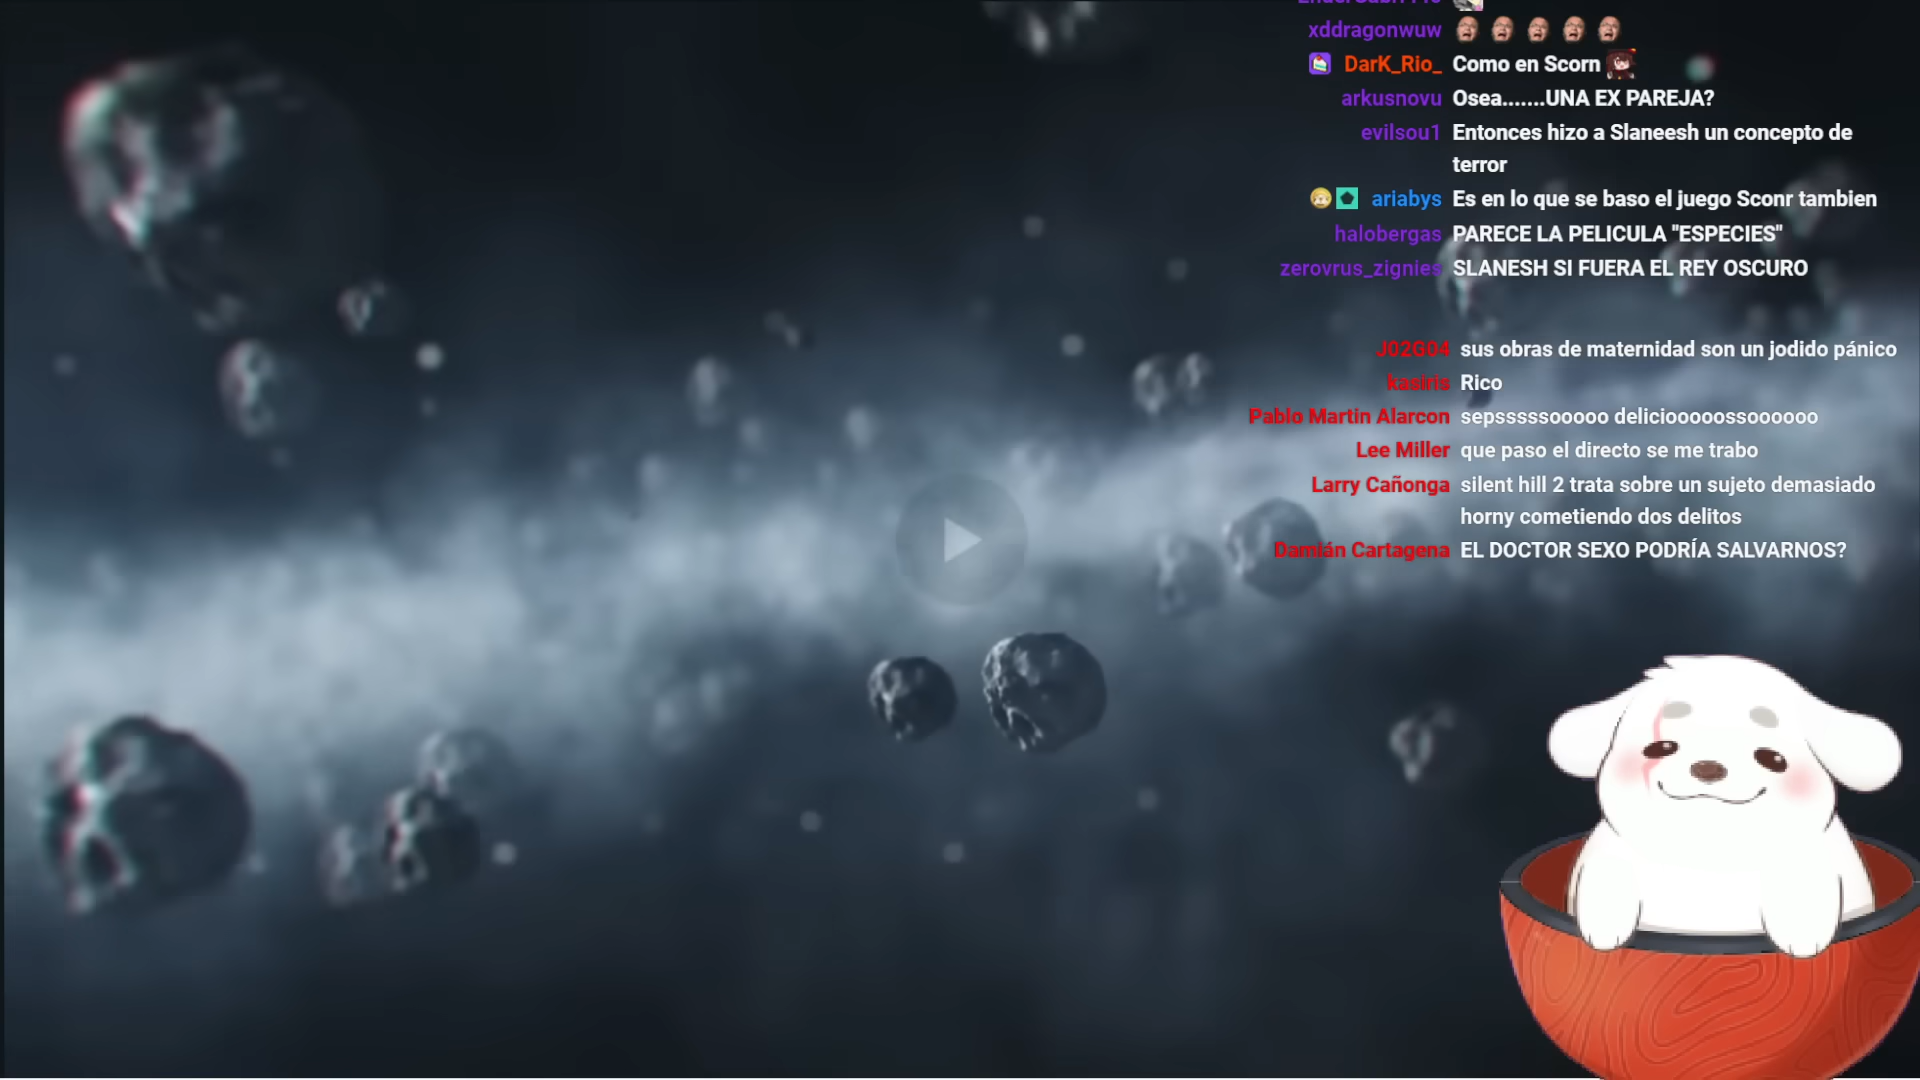 xddragonwuw
DarK_Rio_ Como en Scorn
arkusnovu Osea.......UNA EX PAREJA?
evilsou1 Entonces hizo a Slaneesh un concepto de
terror
ariabys Es en lo que se baso el juego Sconr tambien
halobergas PARECE LA PELICULA "ESPECIES"
zerovrus_zignies SLANESH SI FUERA EL REY OSCURO
J02G04 sus obras de maternidad son un jodido pánico
kasiris Rico
Pablo Martin Alarcon sepsssssooooo deliciooooossoooooo
Lee Miller que paso el directo se me trabo
Larry Cañonga silent hill 2 trata sobre un sujeto demasiado
horny cometiendo dos delitos
Damián Cartagena EL DOCTOR SEXO PODRÍA SALVARNOS?